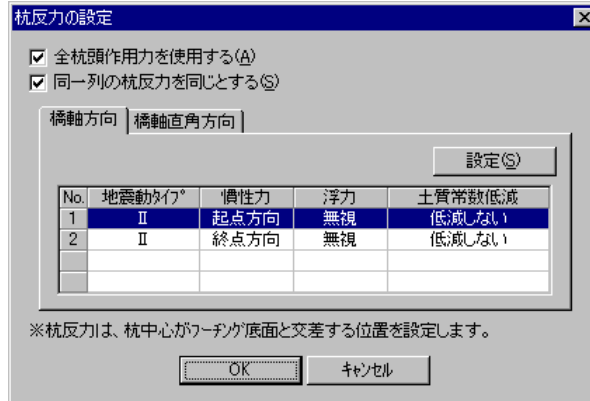 杭反力の設定
全杭頭作用力を使用する(A)
同一列の杭反力を同じとする(S)
橋軸方向 橋軸直角方向
設定(S)
No. 地震動ﾀｲﾌﾟ 慣性力 浮力 土質常数低減
1 Ⅱ 起点方向 無視 低減しない
2 Ⅱ 終点方向 無視 低減しない
※杭反力は、杭中心がﾌｰﾁﾝｸﾞ底面と交差する位置を設定します。
OK ｷｬﾝｾﾙ